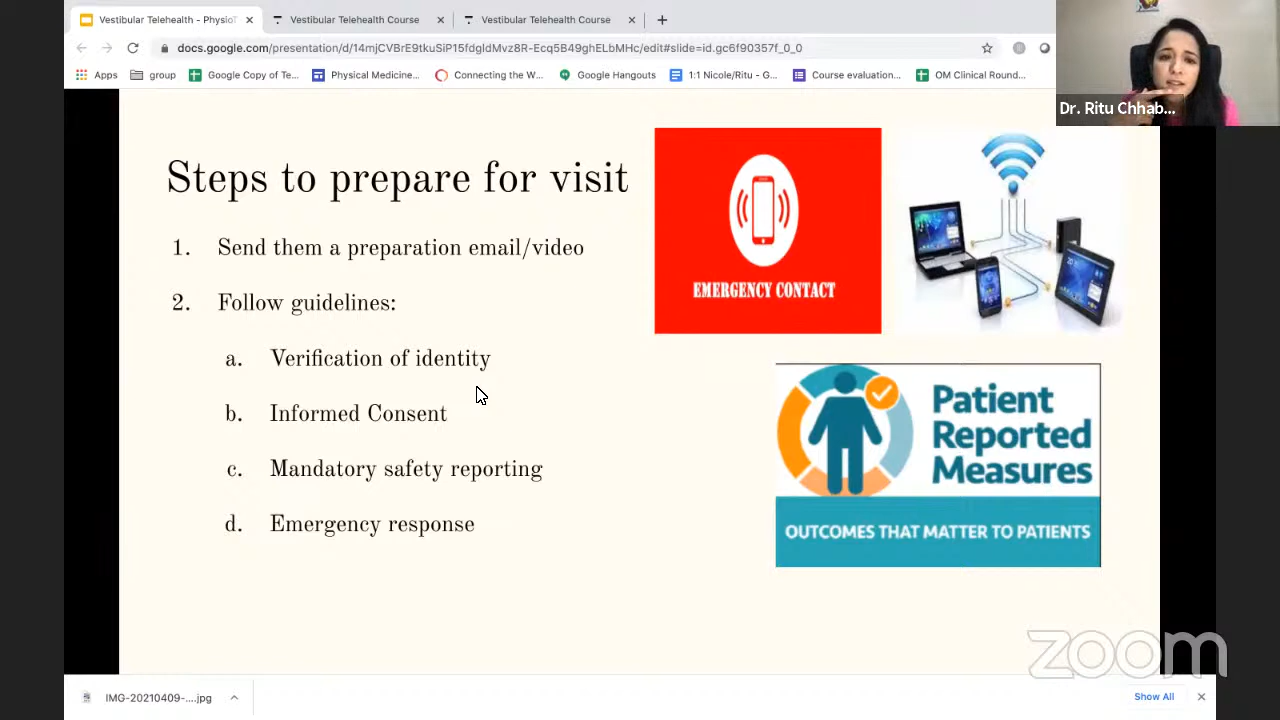 Vestibular Telehealth - PhysioT
Vestibular Telehealth Course
Vestibular Telehealth Course
docs.google.com/presentation/d/14mjCVBrE9tkuSiP15fdgIdMvz8R-Ecq5B49ghELbMHc/edit#slide=id.gc6f90357f_0_0
Apps
group
Google Copy of Te...
Physical Medicine...
Connecting the W...
Google Hangouts
1:1 Nicole/Ritu - G...
Course evaluation...
OM Clinical Round...
Dr. Ritu Chhab...
Steps to prepare for visit
1. Send them a preparation email/video
2. Follow guidelines:
a. Verification of identity
b. Informed Consent
c. Mandatory safety reporting
d. Emergency response
EMERGENCY CONTACT
Patient
Reported
Measures
OUTCOMES THAT MATTER TO PATIENTS
zoom
IMG-20210409-....jpg
Show All